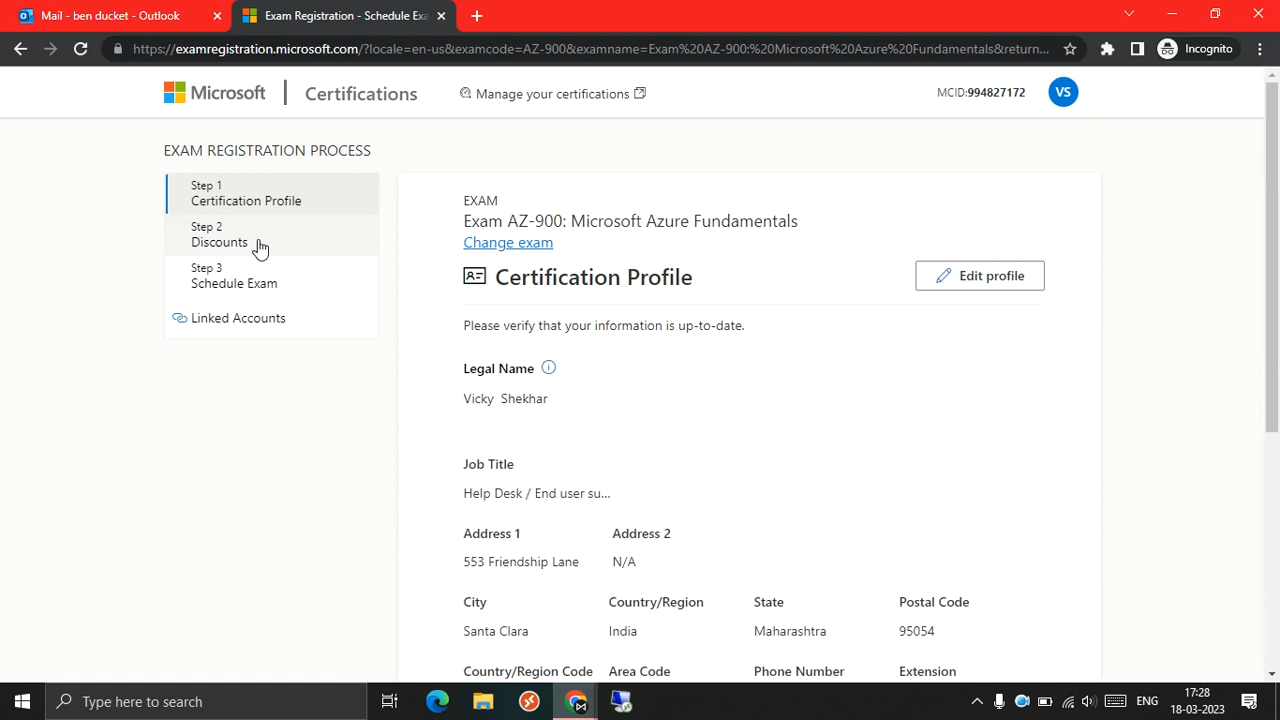 Mail - ben ducket - Outlook
Exam Registration - Schedule Exa
https://examregistration.microsoft.com/?locale=en-us&examcode=AZ-900&examname=Exam%20AZ-900:%20Microsoft%20Azure%20Fundamentals&return...
Incognito
Microsoft
Certifications
Manage your certifications
MCID:994827172
VS
EXAM REGISTRATION PROCESS
Step 1
Certification Profile
Step 2
Discounts
Step 3
Schedule Exam
Linked Accounts
EXAM
Exam AZ-900: Microsoft Azure Fundamentals
Change exam
Certification Profile
Edit profile
Please verify that your information is up-to-date.
Legal Name
Vicky Shekhar
Job Title
Help Desk / End user su...
Address 1 Address 2
553 Friendship Lane N/A
City Country/Region State Postal Code
Santa Clara India Maharashtra 95054
Country/Region Code Area Code Phone Number Extension
Type here to search
ENG
17:28
18-03-2023